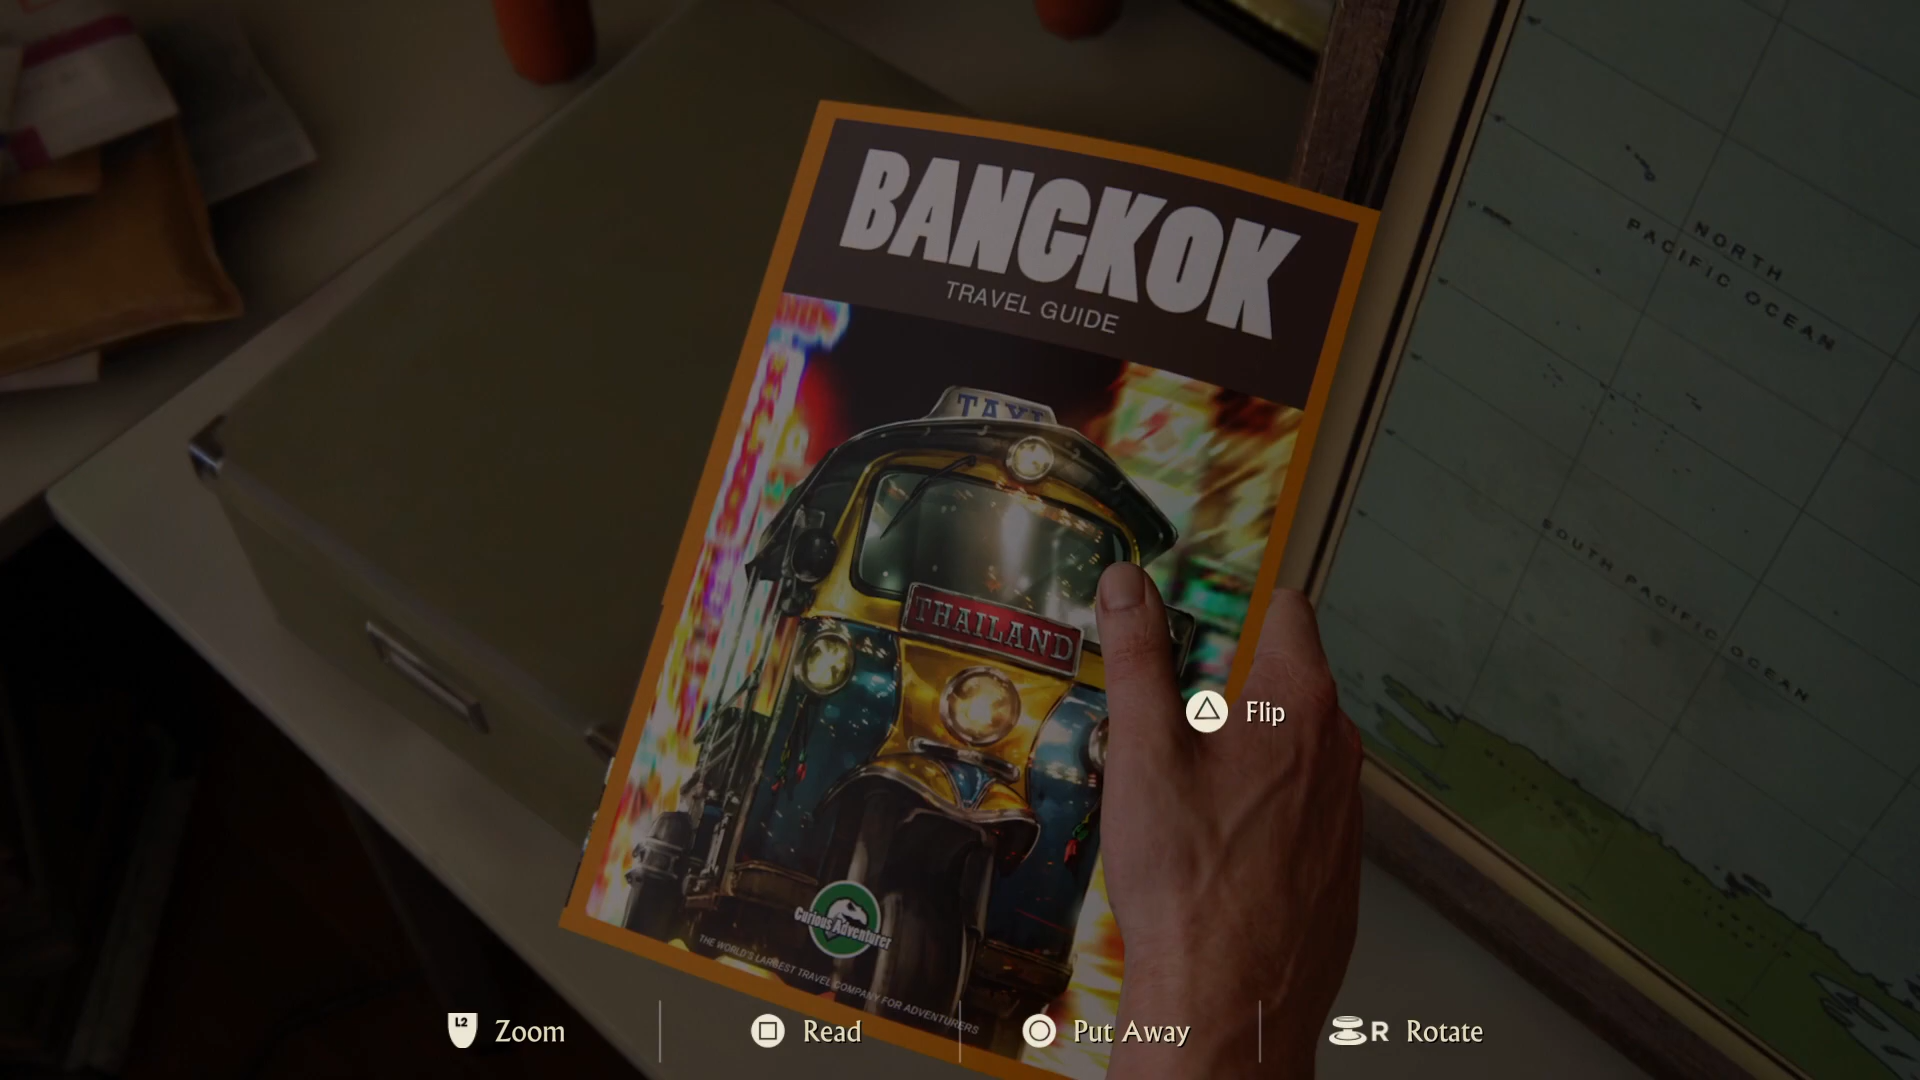 BANGKOK
TRAVEL GUIDE
TAXI
THAILAND
Curious Adventurer
THE WORLD'S LARGEST TRAVEL COMPANY FOR ADVENTURERS
NORTH
PACIFIC OCEAN
SOUTH PACIFIC OCEAN
Flip
L2 Zoom
Read
Put Away
R Rotate